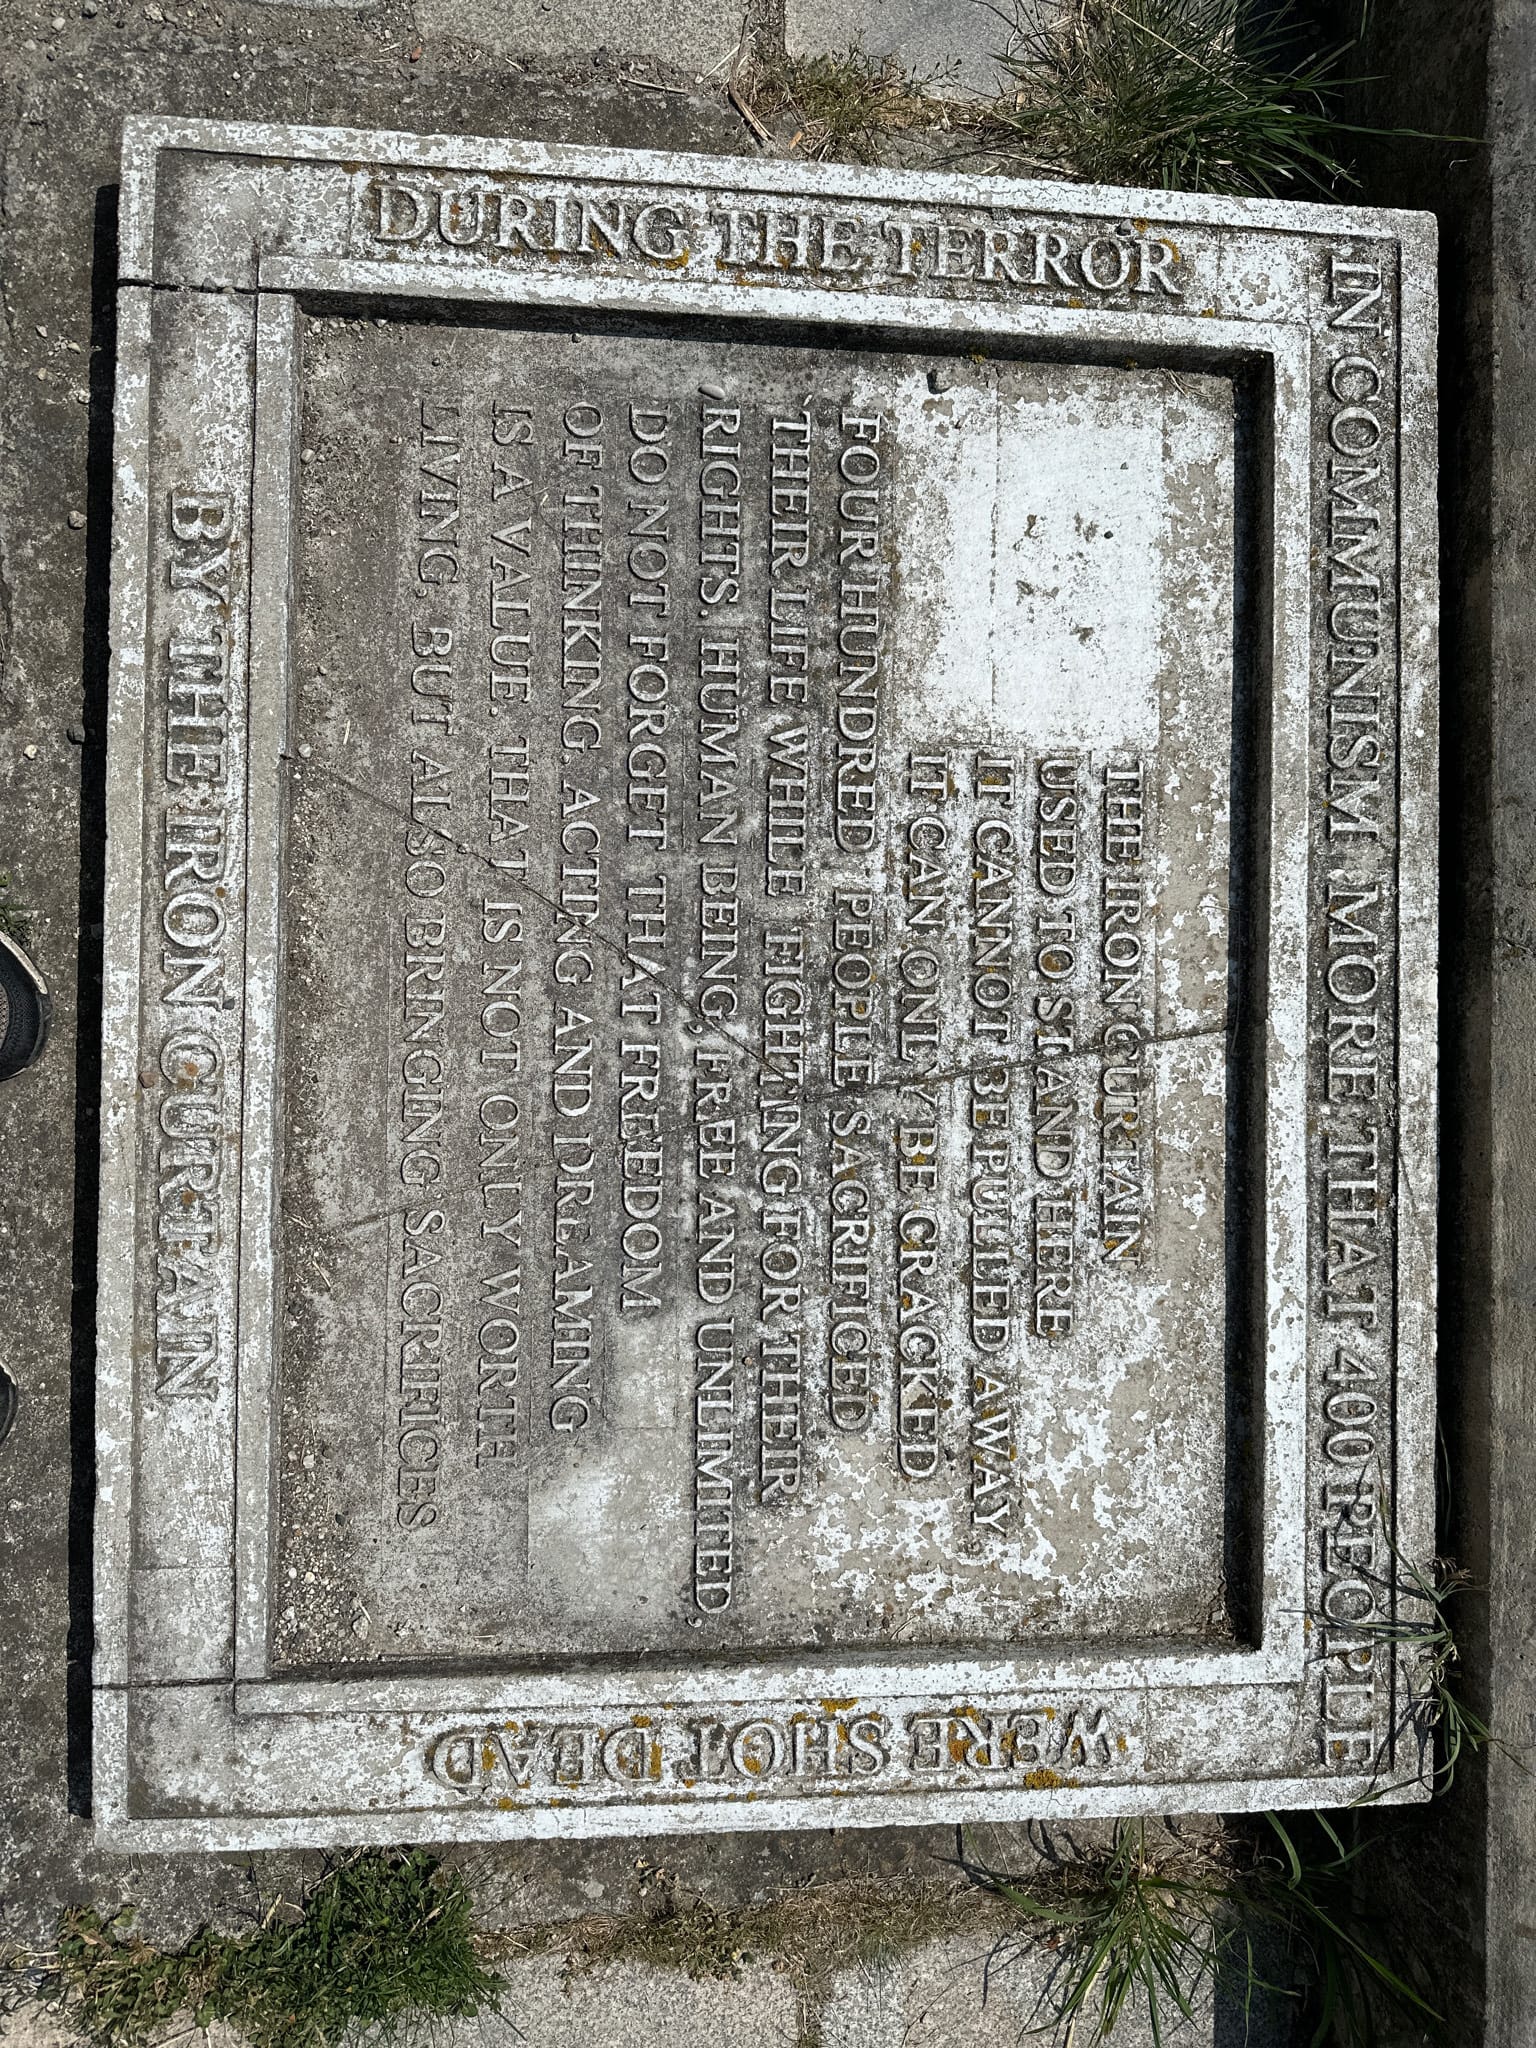 DURING THE TERROR
IN COMMUNISM MORE THAT 400 PEOPLE
WERE SHOT DEAD
BY THE IRON CURTAIN
THE IRON CURTAIN
USED TO STAND HERE
IT CANNOT BE PULLED AWAY
IT CAN ONLY BE CRACKED
FOUR HUNDRED PEOPLE SACRIFICED
THEIR LIFE WHILE FIGHTING FOR THEIR
RIGHTS. HUMAN BEING, FREE AND UNLIMITED,
DO NOT FORGET THAT FREEDOM
OF THINKING, ACTING AND DREAMING
IS A VALUE. THAT IS NOT ONLY WORTH
LIVING, BUT ALSO BRINGING SACRIFICES